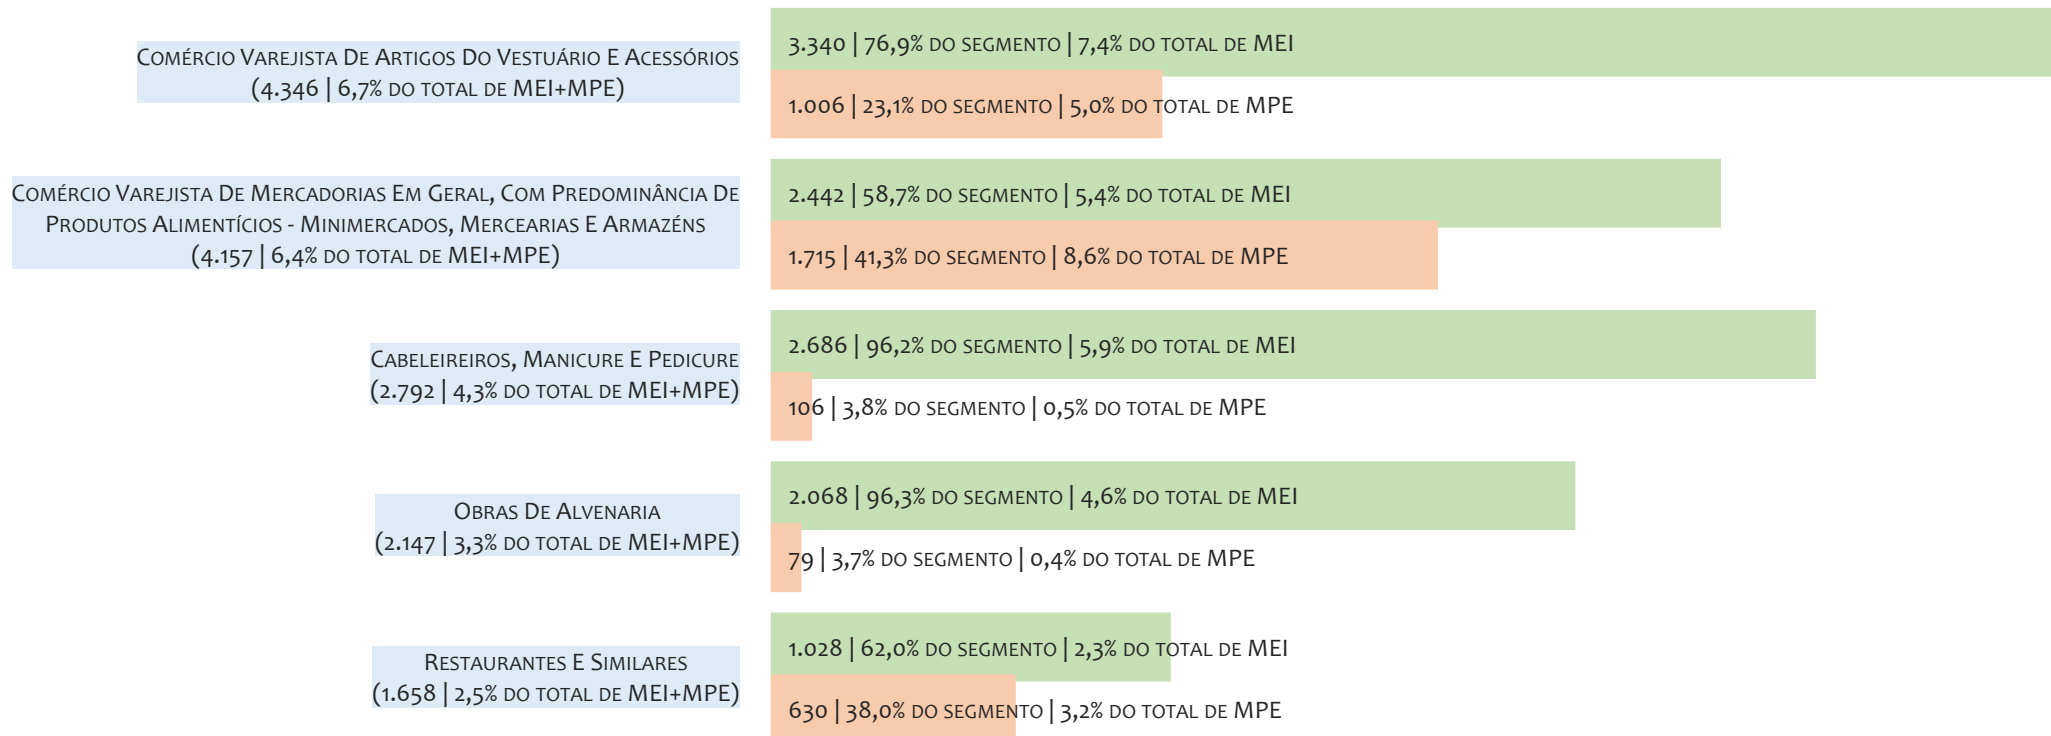 Comércio Varejista De Artigos Do Vestuário E Acessórios
(4.346 | 6,7% do total de MEI+MPE)
3.340 | 76,9% do segmento | 7,4% do total de MEI
1.006 | 23,1% do segmento | 5,0% do total de MPE
Comércio Varejista De Mercadorias Em Geral, Com Predominância De
Produtos Alimentícios - Minimercados, Mercearias E Armazéns
(4.157 | 6,4% do total de MEI+MPE)
2.442 | 58,7% do segmento | 5,4% do total de MEI
1.715 | 41,3% do segmento | 8,6% do total de MPE
Cabeleireiros, Manicure E Pedicure
(2.792 | 4,3% do total de MEI+MPE)
2.686 | 96,2% do segmento | 5,9% do total de MEI
106 | 3,8% do segmento | 0,5% do total de MPE
Obras De Alvenaria
(2.147 | 3,3% do total de MEI+MPE)
2.068 | 96,3% do segmento | 4,6% do total de MEI
79 | 3,7% do segmento | 0,4% do total de MPE
Restaurantes E Similares
(1.658 | 2,5% do total de MEI+MPE)
1.028 | 62,0% do segmento | 2,3% do total de MEI
630 | 38,0% do segmento | 3,2% do total de MPE